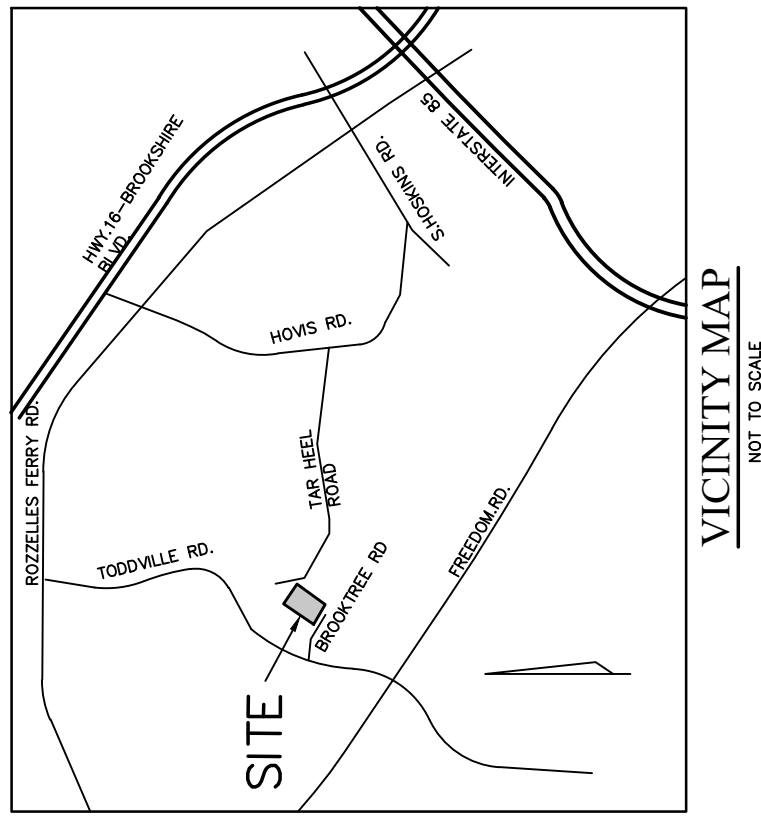 HWY.16-BROOKSHIRE
BLVD.
INTERSTATE 85
S.HOSKINS RD.
HOVIS RD.
ROZZELLES FERRY RD.
TAR HEEL
ROAD
TODDVILLE RD.
BROOKTREE RD
FREEDOM.RD.
SITE
VICINITY MAP
NOT TO SCALE